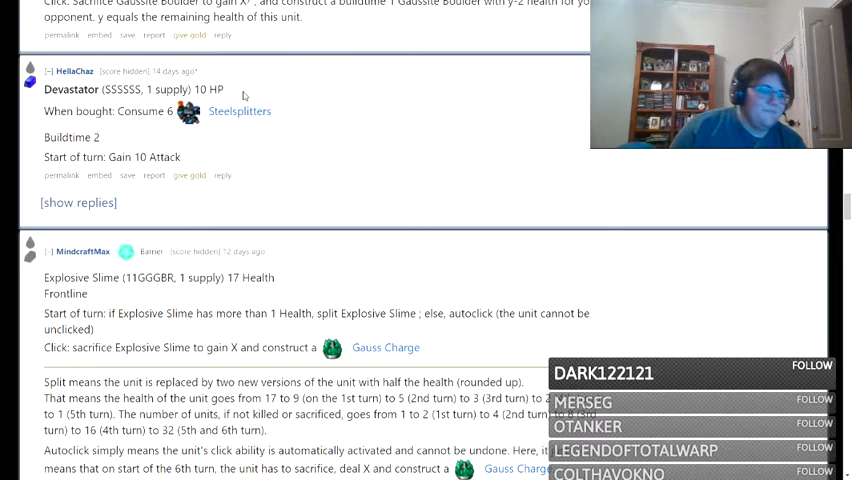 Click: Sacrifice Gaussite Boulder to gain X , and construct a buildtime 1 Gaussite Boulder with y-2 health for yo
opponent. y equals the remaining health of this unit.
permalink embed save report give gold reply
[–] HellaChaz [score hidden] 14 days ago*
Devastator (SSSSSS, 1 supply) 10 HP
When bought: Consume 6 Steelsplitters
Buildtime 2
Start of turn: Gain 10 Attack
permalink embed save report give gold reply
[show replies]
[-] MindcraftMax Barrier [score hidden] 12 days ago
Explosive Slime (11GGGBR, 1 supply) 17 Health
Frontline
Start of turn: if Explosive Slime has more than 1 Health, split Explosive Slime ; else, autoclick (the unit cannot be
unclicked)
Click: sacrifice Explosive Slime to gain X and construct a Gauss Charge
Split means the unit is replaced by two new versions of the unit with half the health (rounded up).
That means the health of the unit goes from 17 to 9 (on the 1st turn) to 5 (2nd turn) to 3 (3rd turn) to 2
to 1 (5th turn). The number of units, if not killed or sacrificed, goes from 1 to 2 (1st turn) to 4 (2nd turn) to
turn) to 16 (4th turn) to 32 (5th and 6th turn).
Autoclick simply means the unit's click ability is automatically activated and cannot be undone. Here, it
means that on start of the 6th turn, the unit has to sacrifice, deal X and construct a Gauss Charge
DARK122121 FOLLOW
MERSEG FOLLOW
OTANKER FOLLOW
LEGENDOFTOTALWARP FOLLOW
COLTHAVOKNO FOLLOW